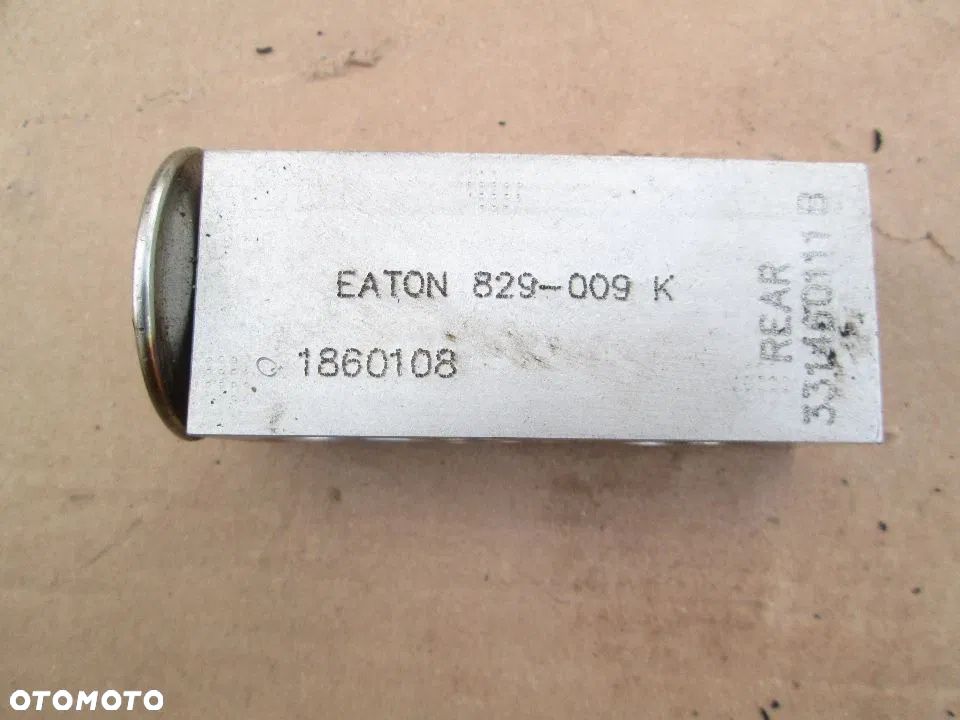 EATON 829-009 K
1860108
REAR
OTOMOTO